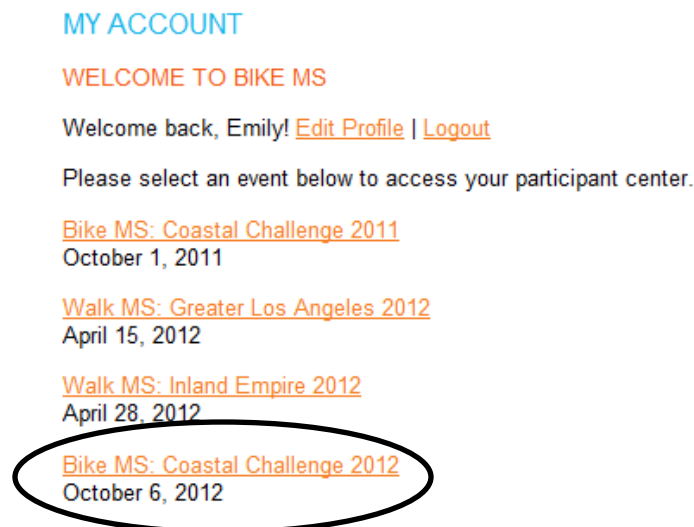 MY ACCOUNT
WELCOME TO BIKE MS
Welcome back, Emily! Edit Profile | Logout
Please select an event below to access your participant center.
Bike MS: Coastal Challenge 2011
October 1, 2011
Walk MS: Greater Los Angeles 2012
April 15, 2012
Walk MS: Inland Empire 2012
April 28, 2012
Bike MS: Coastal Challenge 2012
October 6, 2012